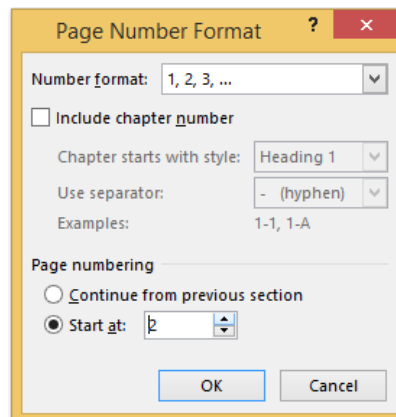 Page Number Format ?
Number format: 1, 2, 3, ...
Include chapter number
Chapter starts with style: Heading 1
Use separator: - (hyphen)
Examples: 1-1, 1-A
Page numbering
Continue from previous section
Start at: 2
OK Cancel